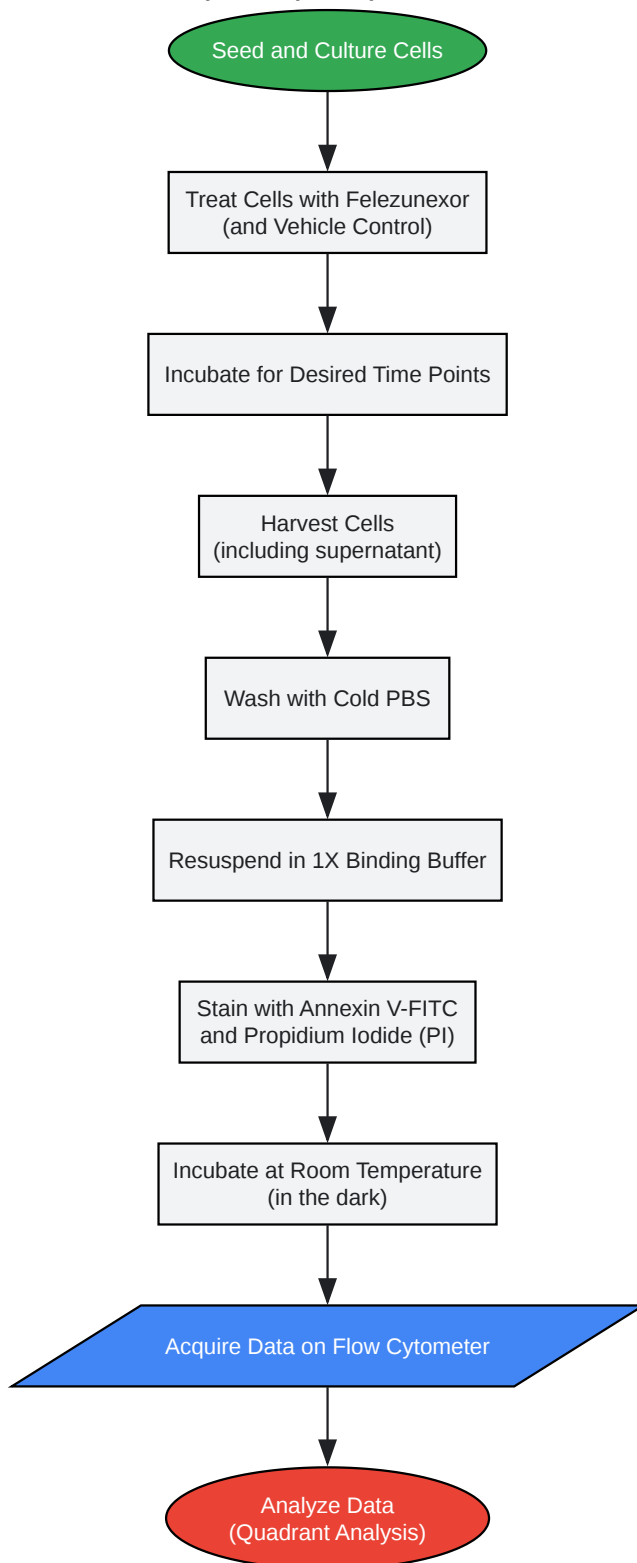 Seed and Culture Cells
Treat Cells with Felezunexor
(and Vehicle Control)
Incubate for Desired Time Points
Harvest Cells
(including supernatant)
Wash with Cold PBS
Resuspend in 1X Binding Buffer
Stain with Annexin V-FITC
and Propidium Iodide (PI)
Incubate at Room Temperature
(in the dark)
Acquire Data on Flow Cytometer
Analyze Data
(Quadrant Analysis)